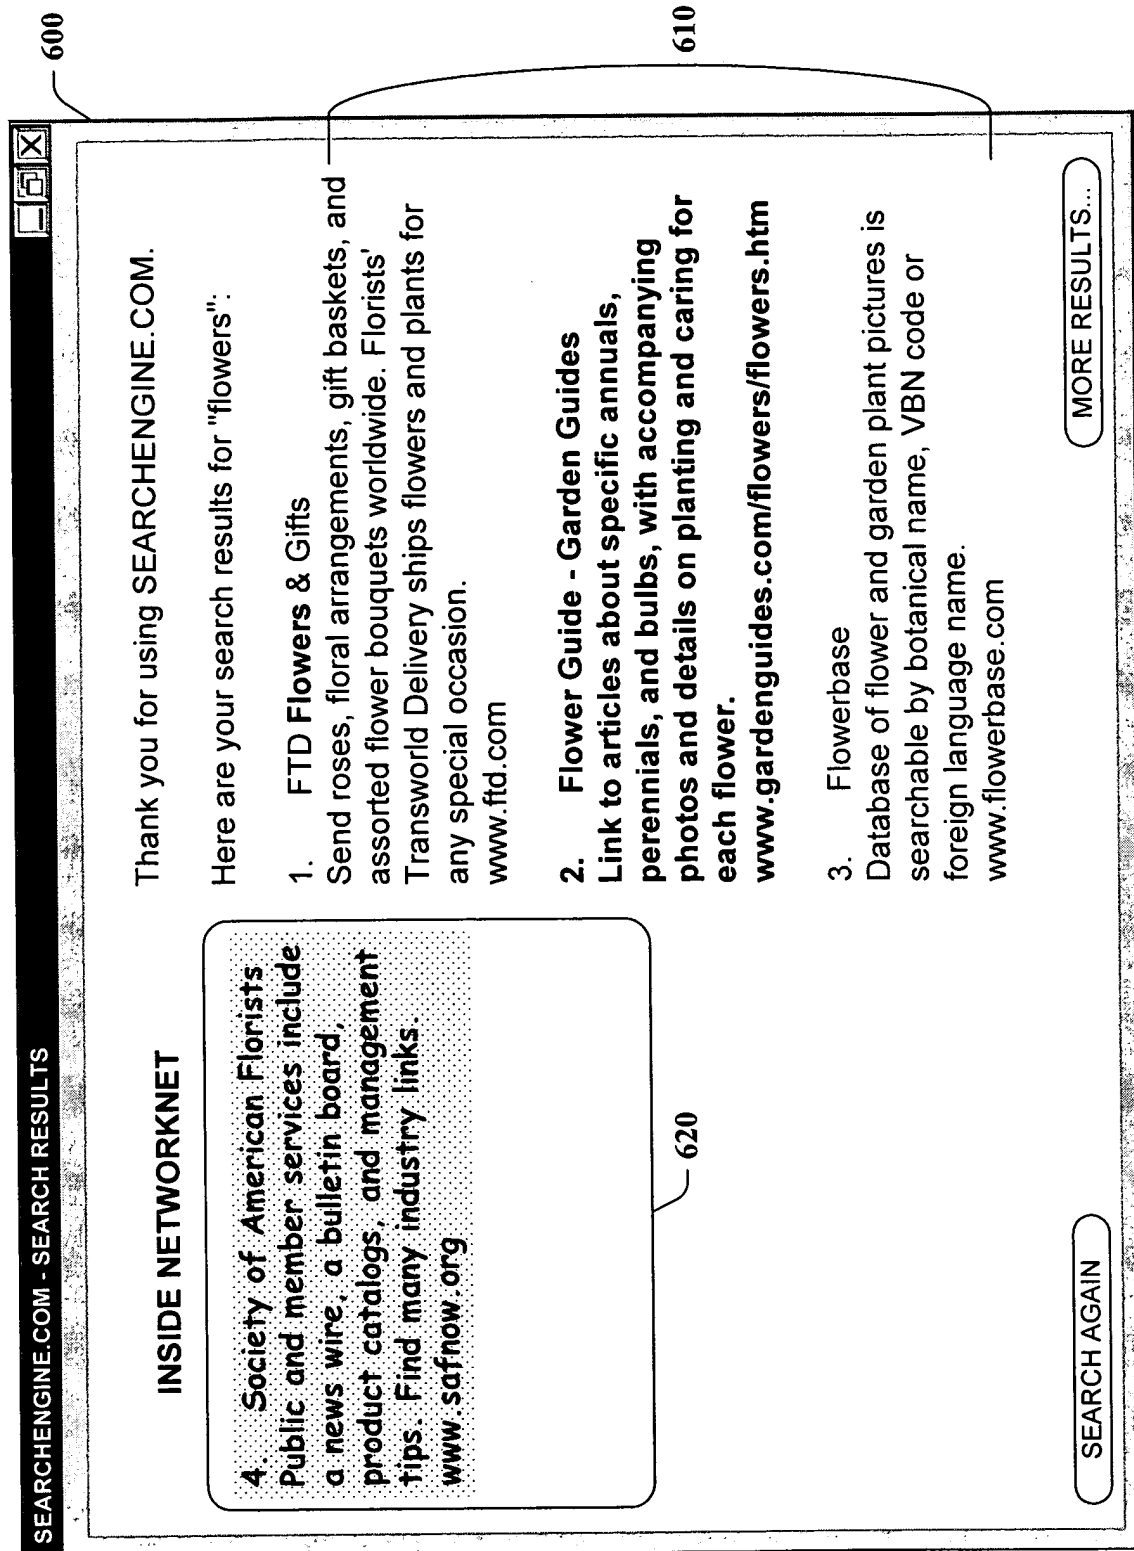 SEARCHENGINE.COM - SEARCH RESULTS
600
INSIDE NETWORKNET
4. Society of American Florists
Public and member services include
a news wire, a bulletin board,
product catalogs, and management
tips. Find many industry links.
www.safnow.org
620
Thank you for using SEARCHENGINE.COM.
Here are your search results for "flowers":
1. FTD Flowers & Gifts
Send roses, floral arrangements, gift baskets, and
assorted flower bouquets worldwide. Florists'
Transworld Delivery ships flowers and plants for
any special occasion.
www.ftd.com
2. Flower Guide - Garden Guides
Link to articles about specific annuals,
perennials, and bulbs, with accompanying
photos and details on planting and caring for
each flower.
www.gardenguides.com/flowers/flowers.htm
3. Flowerbase
Database of flower and garden plant pictures is
searchable by botanical name, VBN code or
foreign language name.
www.flowerbase.com
610
SEARCH AGAIN
MORE RESULTS...